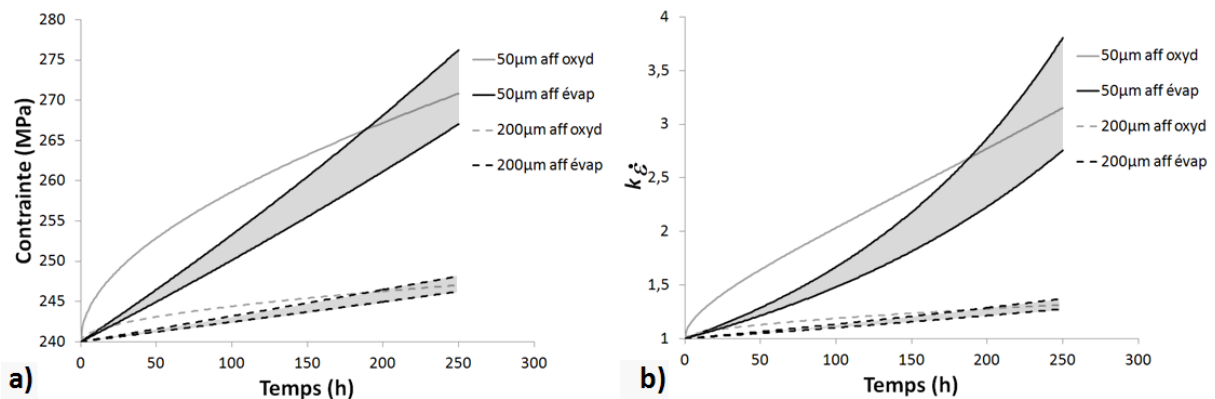 280
275
270
265
260
255
250
245
240
Contrainte (MPa)
0
50
100
150
200
250
300
Temps (h)
50µm aff oxyd
50µm aff évap
200µm aff oxyd
200µm aff évap
a)
4
3,5
3
2,5
2
1,5
1
k ε̇
0
50
100
150
200
250
300
Temps (h)
50µm aff oxyd
50µm aff évap
200µm aff oxyd
200µm aff évap
b)